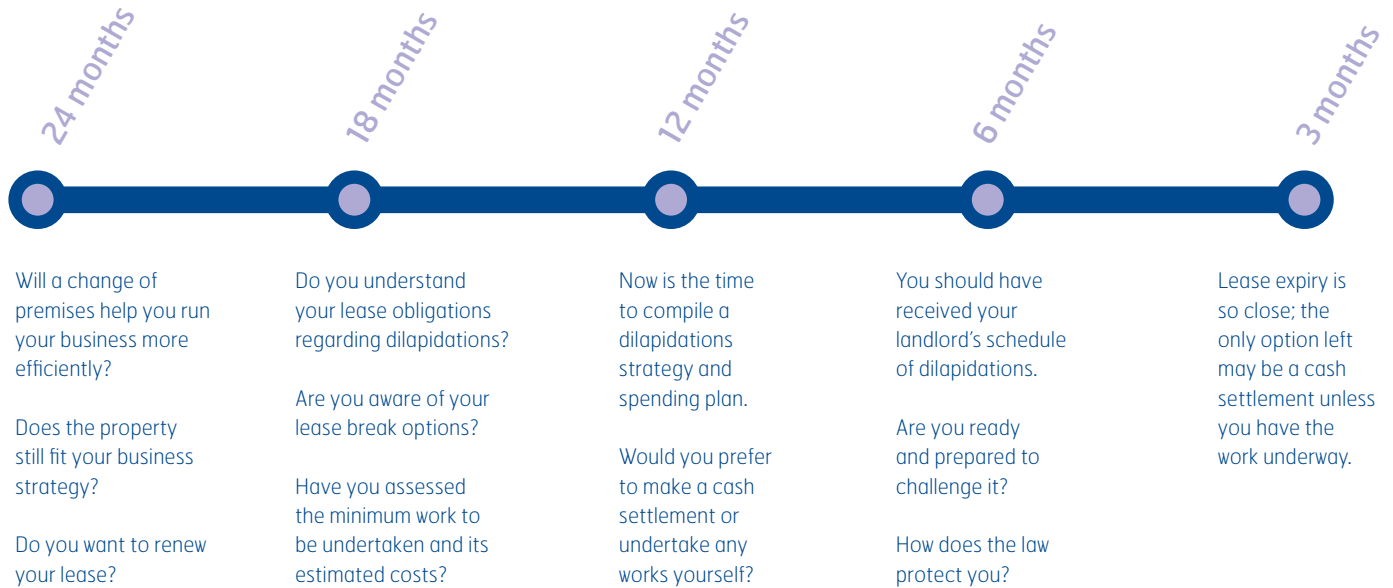 24 months
18 months
12 months
6 months
3 months
Will a change of
premises help you run
your business more
efficiently?
Does the property
still fit your business
strategy?
Do you want to renew
your lease?
Do you understand
your lease obligations
regarding dilapidations?
Are you aware of your
lease break options?
Have you assessed
the minimum work to
be undertaken and its
estimated costs?
Now is the time
to compile a
dilapidations
strategy and
spending plan.
Would you prefer
to make a cash
settlement or
undertake any
works yourself?
You should have
received your
landlord's schedule
of dilapidations.
Are you ready
and prepared to
challenge it?
How does the law
protect you?
Lease expiry is
so close; the
only option left
may be a cash
settlement unless
you have the
work underway.